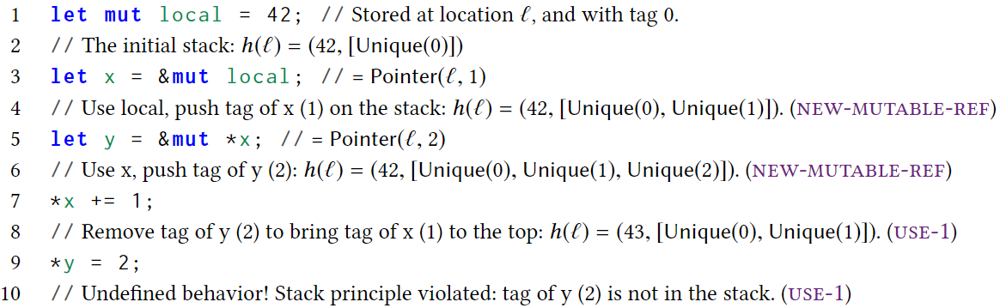 1 let mut local = 42; // Stored at location ℓ, and with tag 0.
2 // The initial stack: h(ℓ) = (42, [Unique(0)])
3 let x = &mut local; // = Pointer(ℓ, 1)
4 // Use local, push tag of x (1) on the stack: h(ℓ) = (42, [Unique(0), Unique(1)]). (NEW-MUTABLE-REF)
5 let y = &mut *x; // = Pointer(ℓ, 2)
6 // Use x, push tag of y (2): h(ℓ) = (42, [Unique(0), Unique(1), Unique(2)]). (NEW-MUTABLE-REF)
7 *x += 1;
8 // Remove tag of y (2) to bring tag of x (1) to the top: h(ℓ) = (43, [Unique(0), Unique(1)]). (USE-1)
9 *y = 2;
10 // Undefined behavior! Stack principle violated: tag of y (2) is not in the stack. (USE-1)